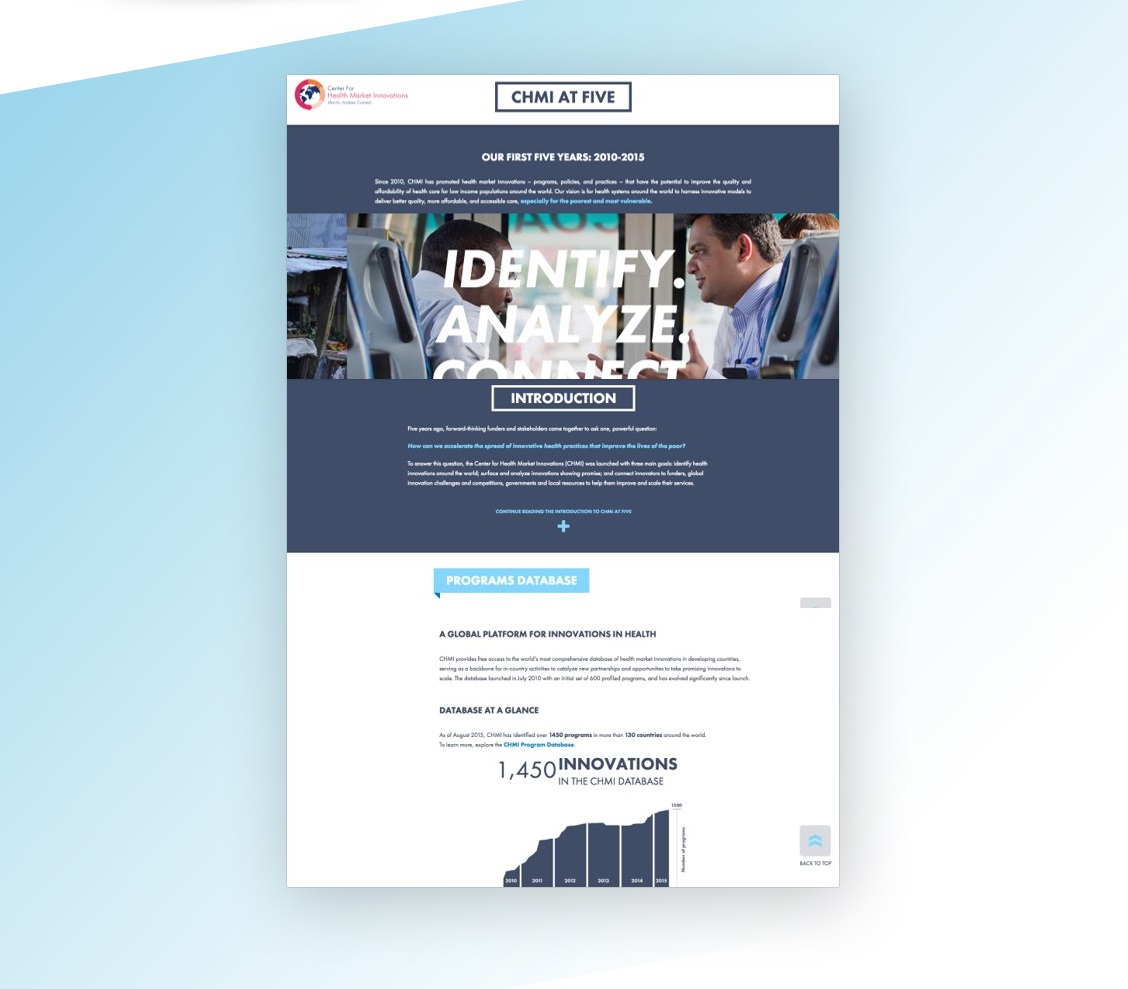 Center For
Health Market Innovations
Identify, Analyze, Connect
CHMI AT FIVE
OUR FIRST FIVE YEARS: 2010-2015
Since 2010, CHMI has promoted health market innovations – programs, policies, and practices – that have the potential to improve the quality and
affordability of health care for low income populations around the world. Our vision is for health systems around the world to harness innovative models to
deliver better quality, more affordable, and accessible care, especially for the poorest and most vulnerable.
IDENTIFY.
ANALYZE.
CONNECT
INTRODUCTION
Five years ago, forward-thinking funders and stakeholders came together to ask one, powerful question:
How can we accelerate the spread of innovative health practices that improve the lives of the poor?
To answer this question, the Center for Health Market Innovations (CHMI) was launched with three main goals: identify health
innovations around the world; surface and analyze innovations showing promise; and connect innovators to funders, global
innovation challenges and competitions, governments and local resources to help them improve and scale their services.
CONTINUE READING THE INTRODUCTION TO CHMI AT FIVE
PROGRAMS DATABASE
A GLOBAL PLATFORM FOR INNOVATIONS IN HEALTH
CHMI provides free access to the world's most comprehensive database of health market innovations in developing countries,
serving as a backbone for in-country activities to catalyze new partnerships and opportunities to take promising innovations to
scale. The database launched in July 2010 with an initial set of 600 profiled programs, and has evolved significantly since launch.
DATABASE AT A GLANCE
As of August 2015, CHMI has identified over 1450 programs in more than 130 countries around the world.
To learn more, explore the CHMI Program Database.
1,450 INNOVATIONS
IN THE CHMI DATABASE
1500
Number of programs
2010 2011 2012 2013 2014 2015
BACK TO TOP